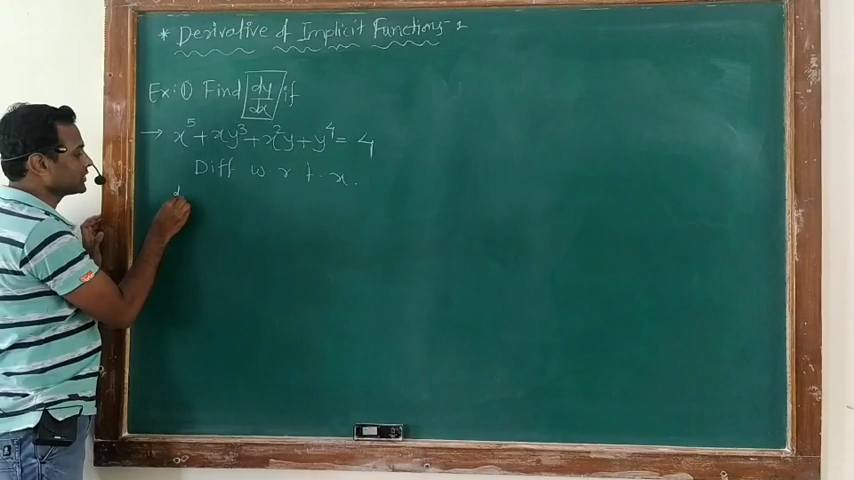 * Derivative of Implicit Functions - 1
Ex: ① Find dy/dx if
→ x⁵ + xy³ + x²y + y⁴ = 4
Diff w.r.t. x.
d